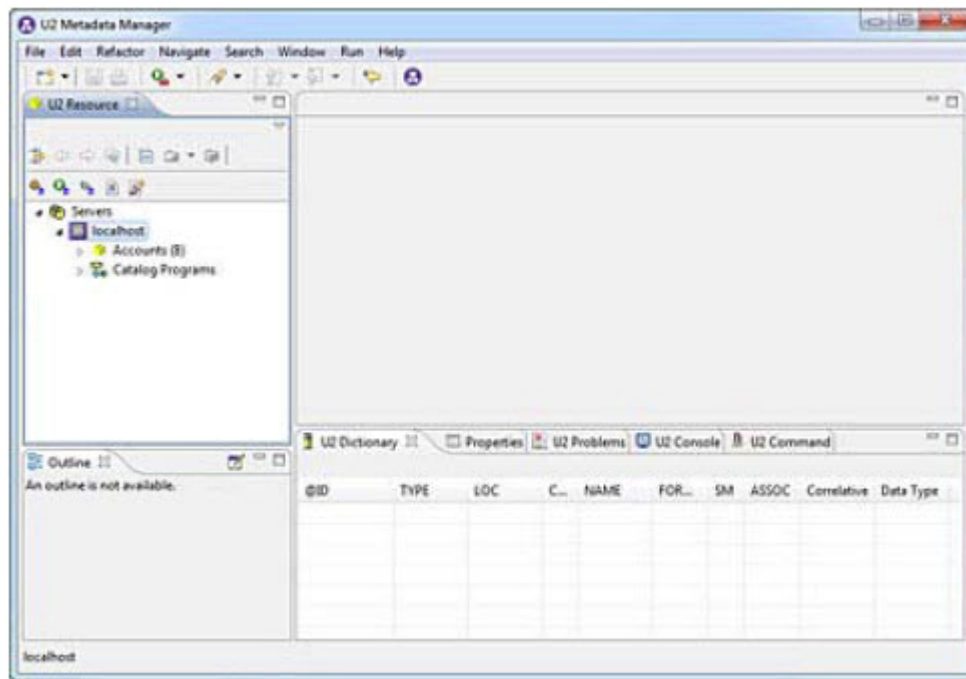 U2 Metadata Manager
File Edit Refactor Navigate Search Window Run Help
U2 Resource
Servers
localhost
Accounts (8)
Catalog Programs
U2 Dictionary Properties U2 Problems U2 Console U2 Command
Outline
An outline is not available.
@ID TYPE LOC C... NAME FOR... SM ASSOC Correlative Data Type
localhost